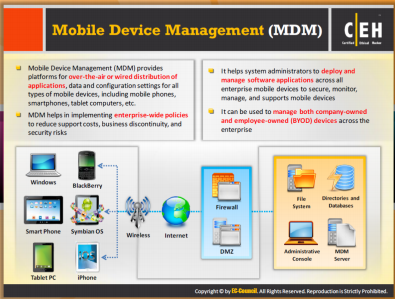 Mobile Device Management (MDM)
C|EH
Certified Ethical Hacker
Mobile Device Management (MDM) provides
platforms for over-the-air or wired distribution of
applications, data and configuration settings for all
types of mobile devices, including mobile phones,
smartphones, tablet computers, etc.
MDM helps in implementing enterprise-wide policies
to reduce support costs, business discontinuity, and
security risks
It helps system administrators to deploy and
manage software applications across all
enterprise mobile devices to secure, monitor,
manage, and supports mobile devices
It can be used to manage both company-owned
and employee-owned (BYOD) devices across the
enterprise
Windows
BlackBerry
Smart Phone
Symbian OS
Tablet PC
iPhone
Wireless
Internet
Firewall
DMZ
File
System
Directories and
Databases
Administrative
Console
MDM
Server
Copyright © by EC-Council. All Rights Reserved. Reproduction is Strictly Prohibited.